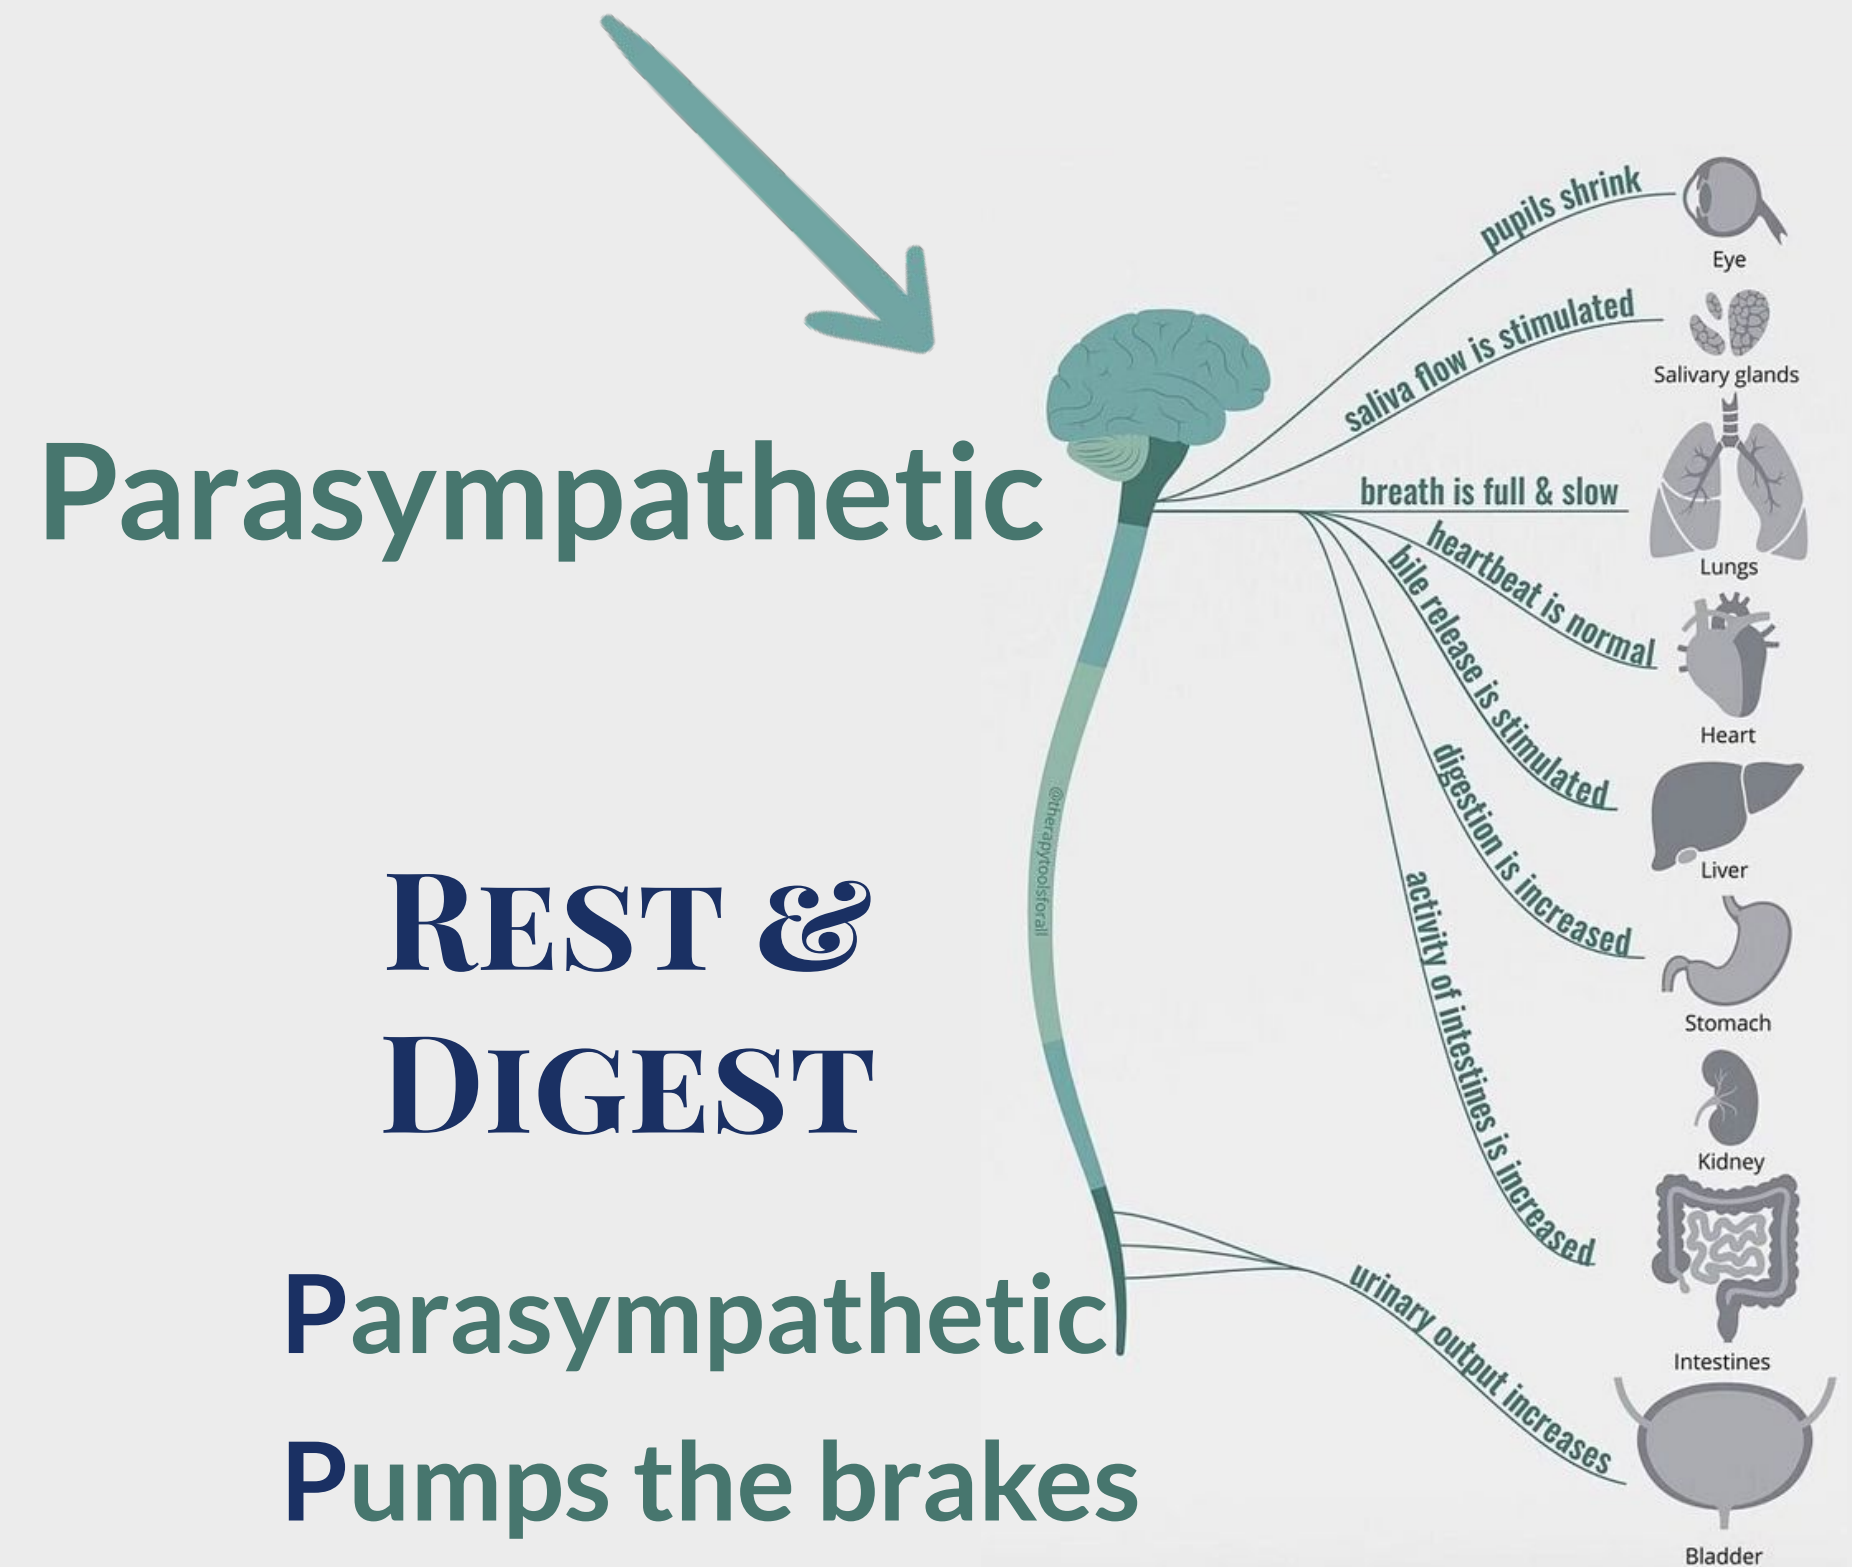 Parasympathetic
REST &
DIGEST
Parasympathetic
Pumps the brakes
@therapytoolsforall
pupils shrink
Eye
saliva flow is stimulated
Salivary glands
breath is full & slow
Lungs
heartbeat is normal
Heart
bile release is stimulated
Liver
digestion is increased
Stomach
Kidney
activity of intestines is increased
Intestines
urinary output increases
Bladder